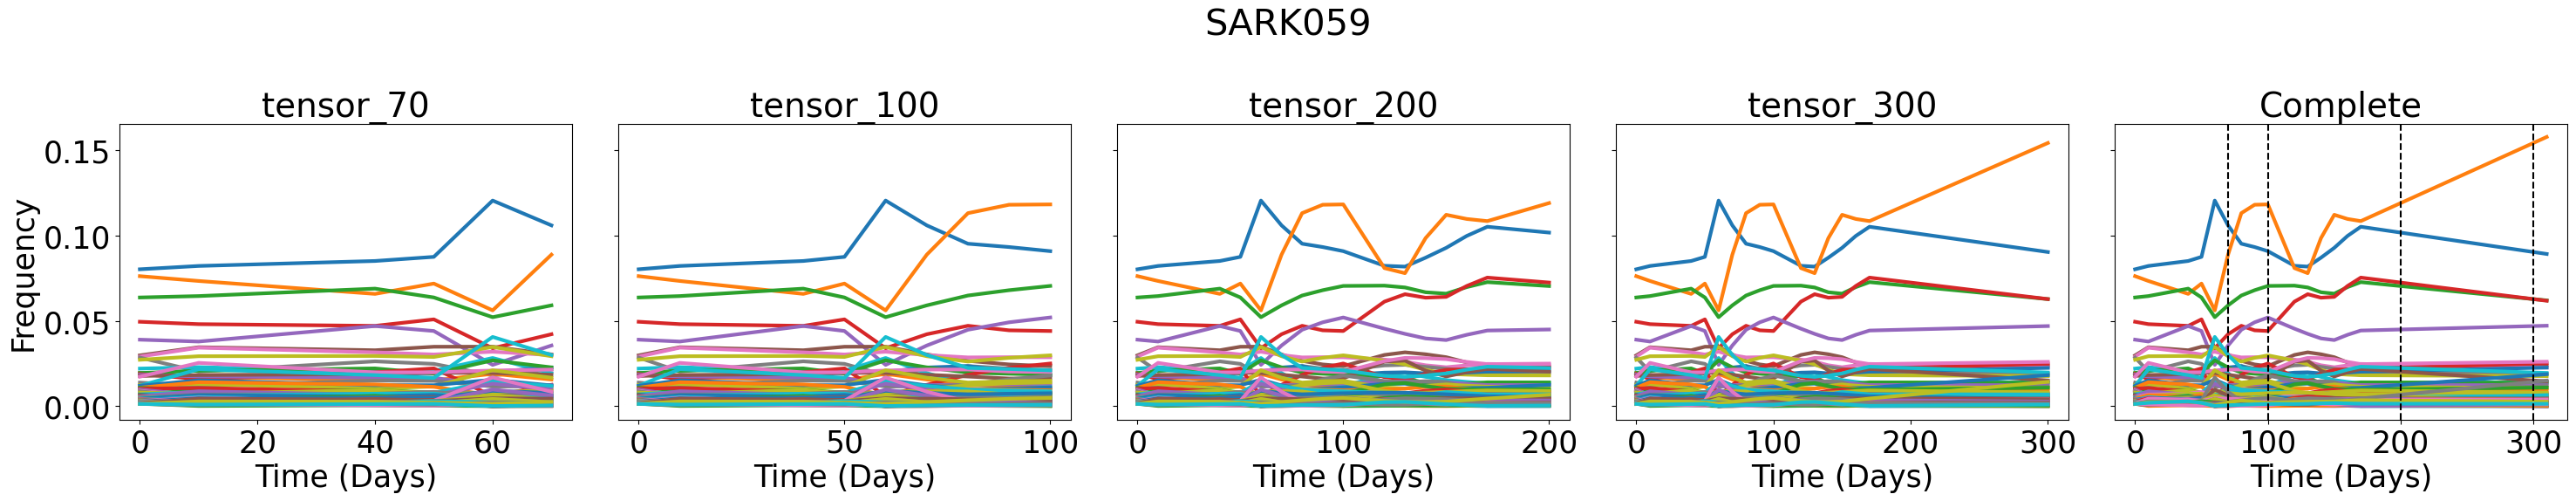 SARK059
tensor_70 tensor_100 tensor_200 tensor_300 Complete
Frequency
0.15
0.10
0.05
0.00
0 20 40 60
0 50 100
0 100 200
0 100 200 300
0 100 200 300
Time (Days) Time (Days) Time (Days) Time (Days) Time (Days)